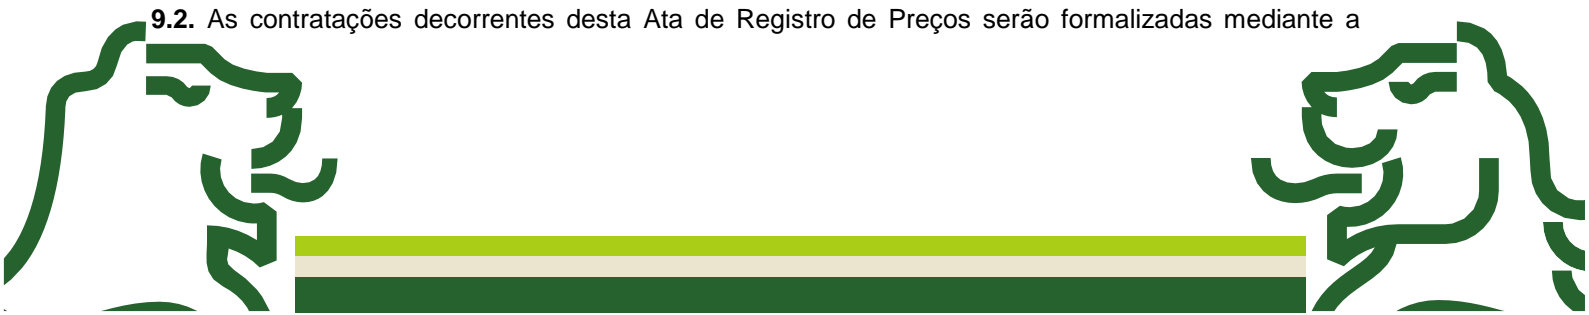 9.2. As contratações decorrentes desta Ata de Registro de Preços serão formalizadas mediante a